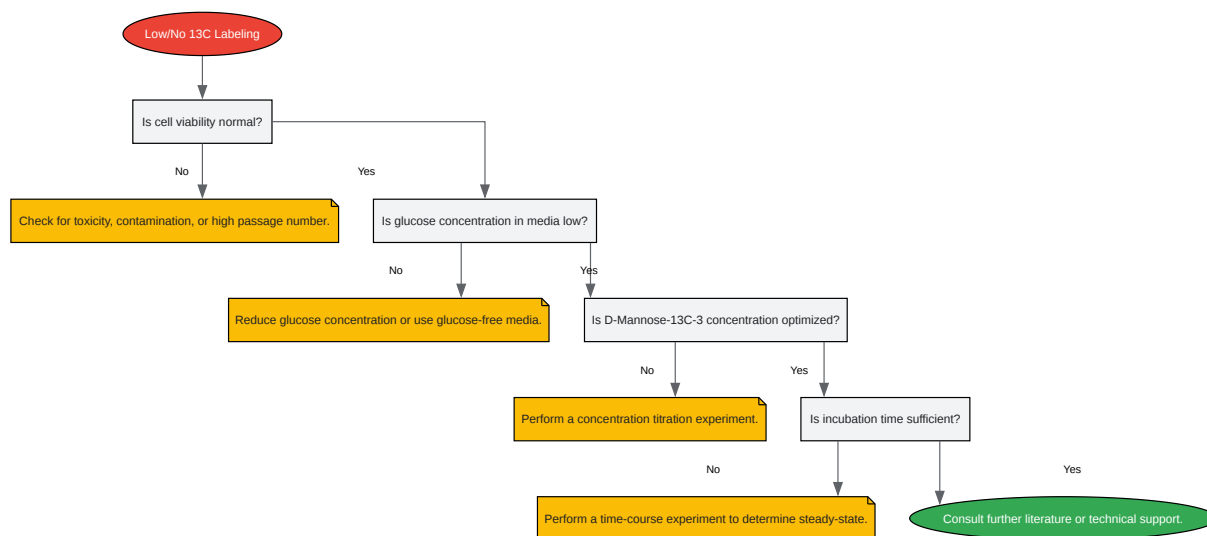 Low/No 13C Labeling
Is cell viability normal?
No
Yes
Check for toxicity, contamination, or high passage number.
Is glucose concentration in media low?
No
Yes
Reduce glucose concentration or use glucose-free media.
Is D-Mannose-13C-3 concentration optimized?
No
Yes
Perform a concentration titration experiment.
Is incubation time sufficient?
No
Yes
Perform a time-course experiment to determine steady-state.
Consult further literature or technical support.